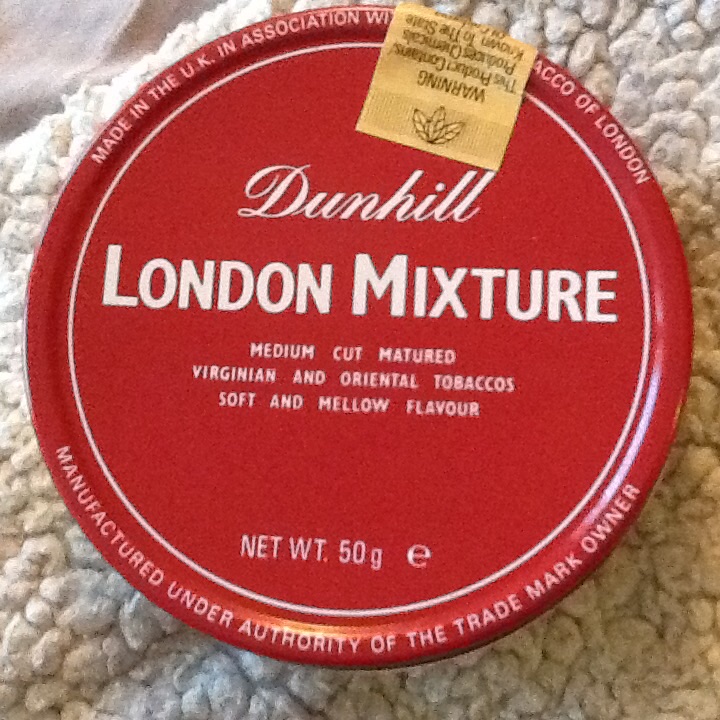 MADE IN THE U.K. IN ASSOCIATION WI
ACCO OF LONDON
WARNING
This Product Contains
Produces Chemicals
Known To The State
Dunhill
LONDON MIXTURE
MEDIUM CUT MATURED
VIRGINIAN AND ORIENTAL TOBACCOS
SOFT AND MELLOW FLAVOUR
NET WT. 50g e
MANUFACTURED UNDER AUTHORITY OF THE TRADE MARK OWNER